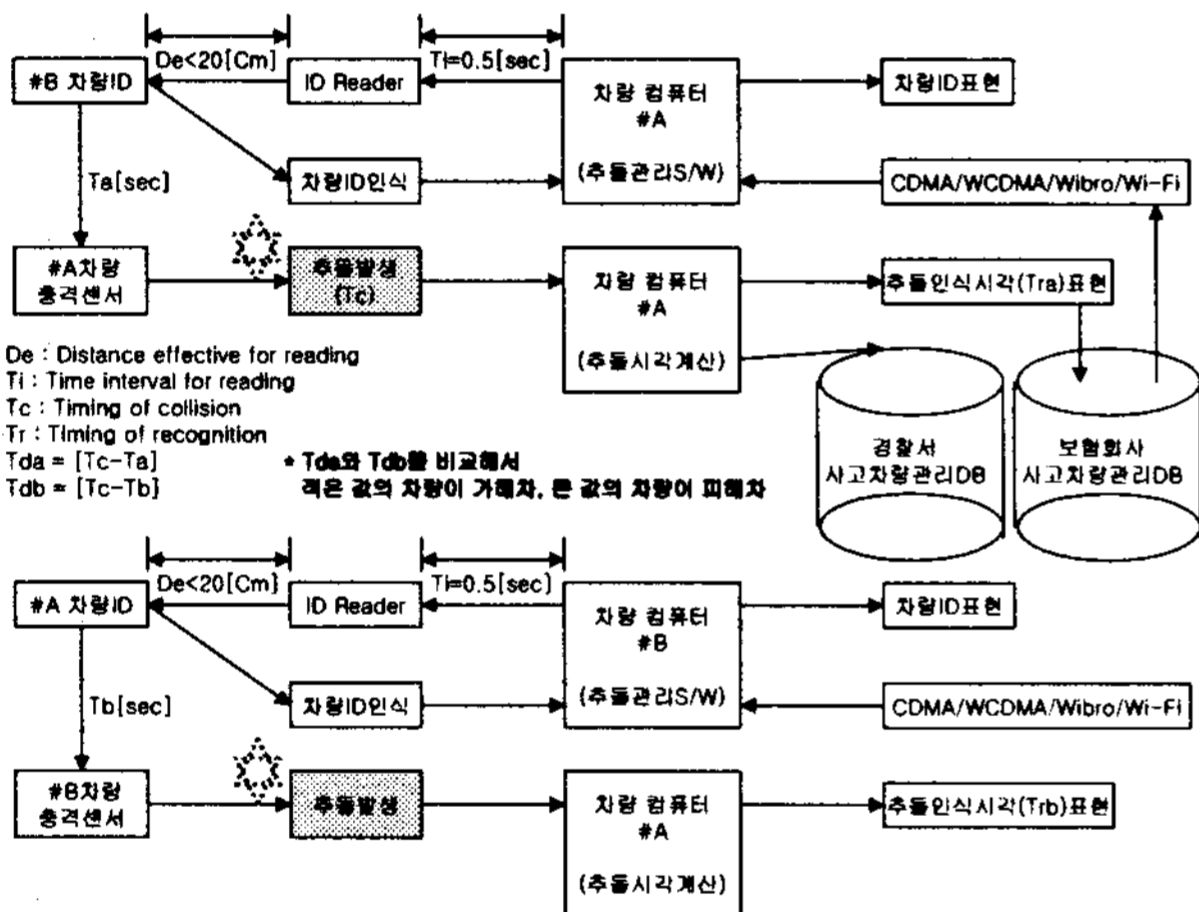 De<20[Cm]
Ti=0.5[sec]
#B 차량ID
ID Reader
차량 컴퓨터
#A
(추돌관리S/W)
차량ID표현
Ta[sec]
차량ID인식
CDMA/WCDMA/Wibro/Wi-Fi
#A차량
충격센서
추돌발생
(Tc)
차량 컴퓨터
#A
(추돌시각계산)
추돌인식시각(Tra)표현
De : Distance effective for reading
Ti : Time interval for reading
Tc : Timing of collision
Tr : Timing of recognition
Tda = [Tc-Ta]
Tdb = [Tc-Tb]
* Tda와 Tdb를 비교해서
적은 값의 차량이 가해차, 큰 값의 차량이 피해차
경찰서
사고차량관리DB
보험회사
사고차량관리DB
De<20[Cm]
Ti=0.5[sec]
#A 차량ID
ID Reader
차량 컴퓨터
#B
(추돌관리S/W)
차량ID표현
Tb[sec]
차량ID인식
CDMA/WCDMA/Wibro/Wi-Fi
#B차량
충격센서
추돌발생
차량 컴퓨터
#A
(추돌시각계산)
추돌인식시각(Trb)표현